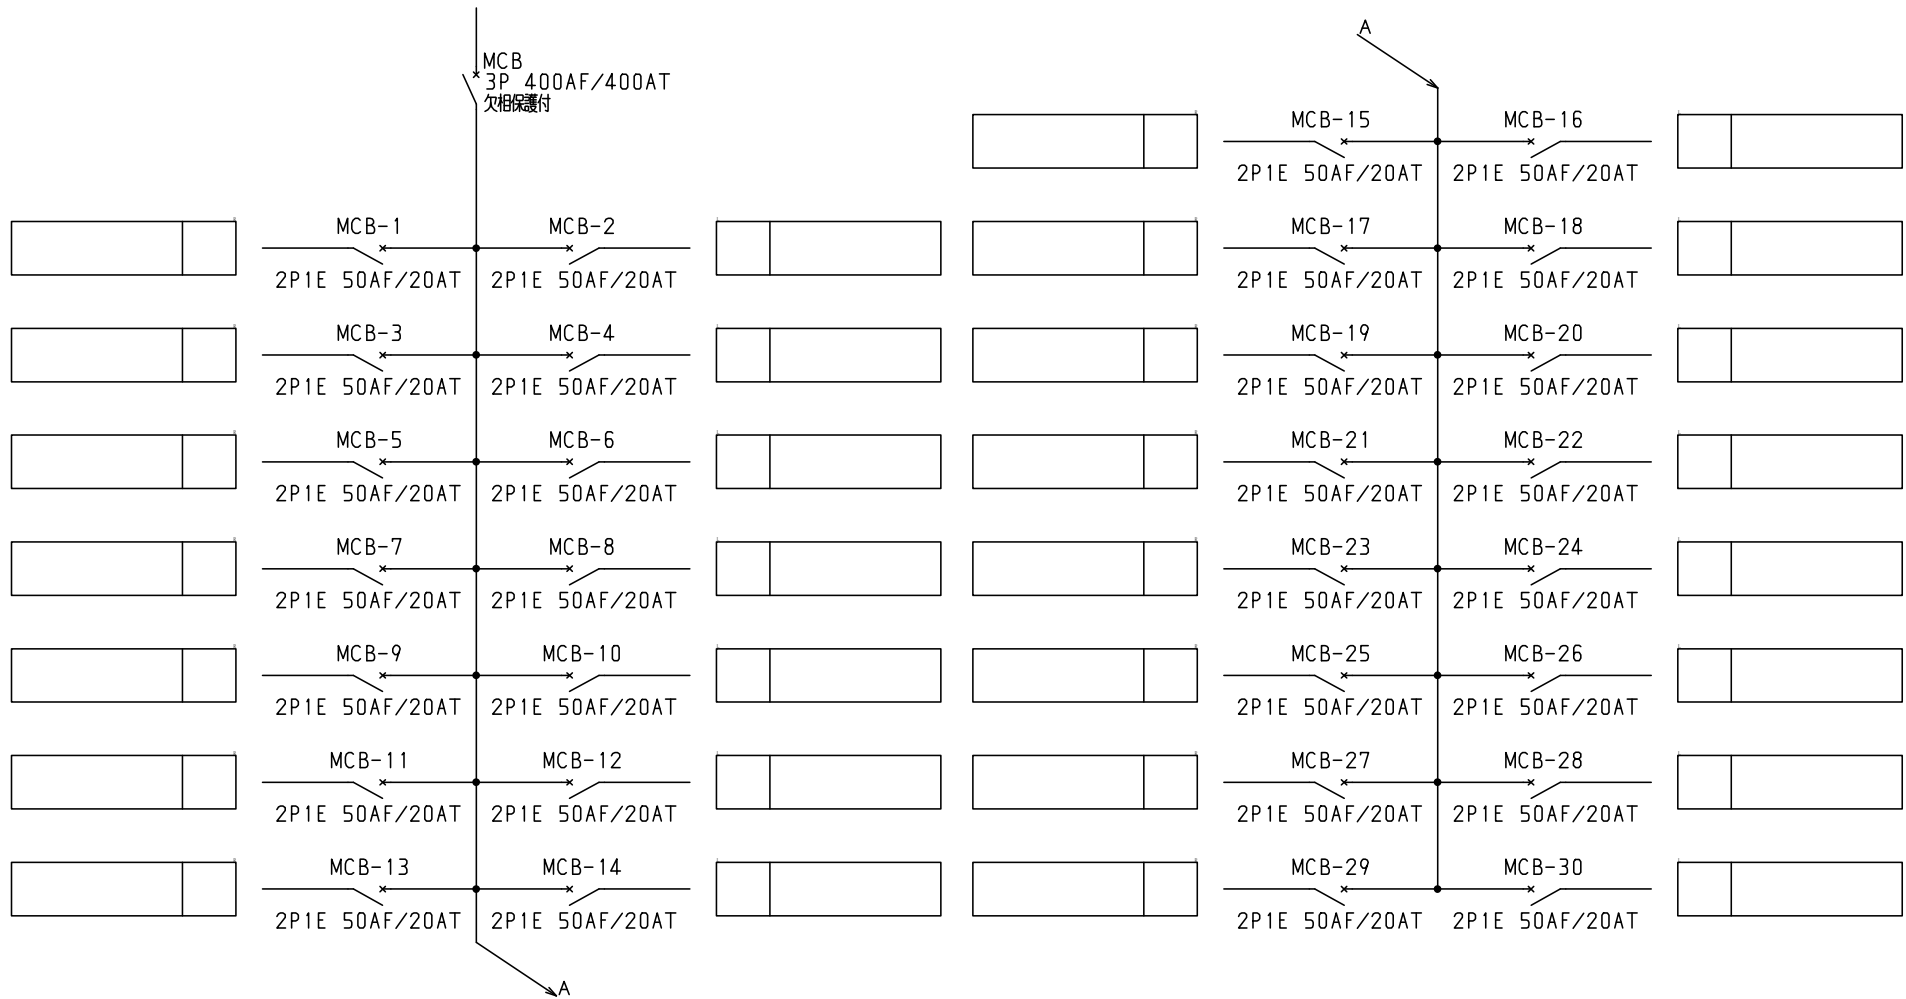 MCB
3P 400AF/400AT
欠相保護付
MCB-1 MCB-2
2P1E 50AF/20AT 2P1E 50AF/20AT
MCB-3 MCB-4
2P1E 50AF/20AT 2P1E 50AF/20AT
MCB-5 MCB-6
2P1E 50AF/20AT 2P1E 50AF/20AT
MCB-7 MCB-8
2P1E 50AF/20AT 2P1E 50AF/20AT
MCB-9 MCB-10
2P1E 50AF/20AT 2P1E 50AF/20AT
MCB-11 MCB-12
2P1E 50AF/20AT 2P1E 50AF/20AT
MCB-13 MCB-14
2P1E 50AF/20AT 2P1E 50AF/20AT
A
A
MCB-15 MCB-16
2P1E 50AF/20AT 2P1E 50AF/20AT
MCB-17 MCB-18
2P1E 50AF/20AT 2P1E 50AF/20AT
MCB-19 MCB-20
2P1E 50AF/20AT 2P1E 50AF/20AT
MCB-21 MCB-22
2P1E 50AF/20AT 2P1E 50AF/20AT
MCB-23 MCB-24
2P1E 50AF/20AT 2P1E 50AF/20AT
MCB-25 MCB-26
2P1E 50AF/20AT 2P1E 50AF/20AT
MCB-27 MCB-28
2P1E 50AF/20AT 2P1E 50AF/20AT
MCB-29 MCB-30
2P1E 50AF/20AT 2P1E 50AF/20AT